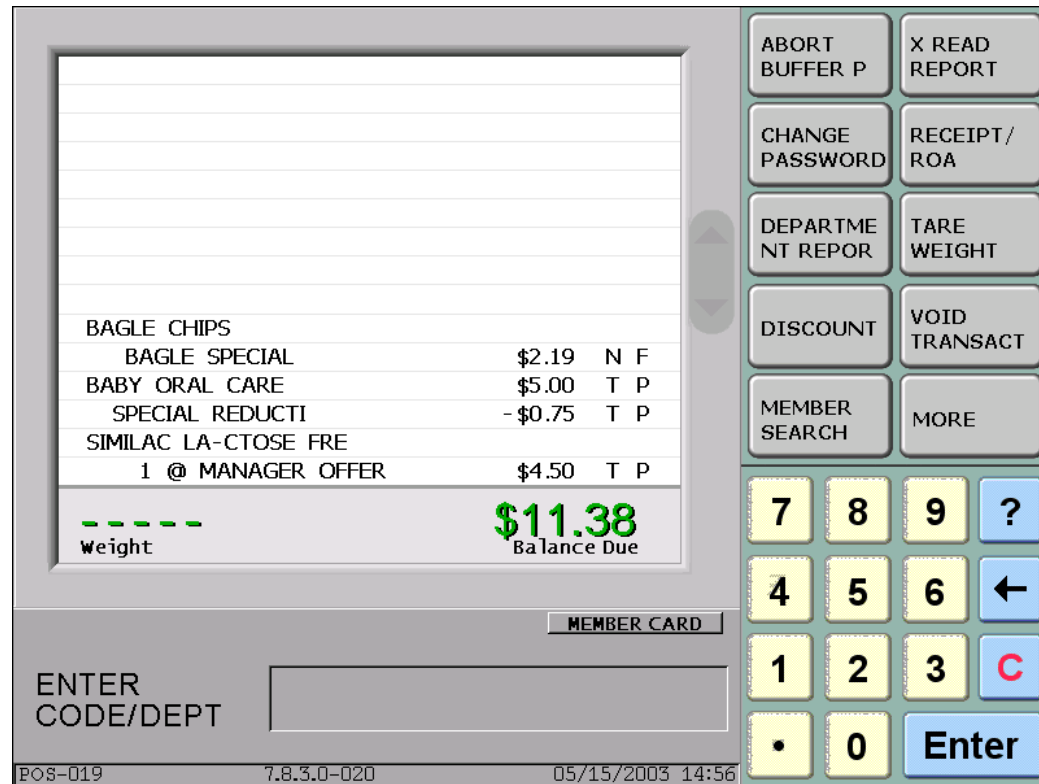 BAGLE CHIPS
BAGLE SPECIAL $2.19 N F
BABY ORAL CARE $5.00 T P
SPECIAL REDUCTI -$0.75 T P
SIMILAC LA-CTOSE FRE
1 @ MANAGER OFFER $4.50 T P
- - - - - $11.38
Weight Balance Due
MEMBER CARD
ENTER
CODE/DEPT
POS-019 7.8.3.0-020 05/15/2003 14:56
ABORT
BUFFER P
X READ
REPORT
CHANGE
PASSWORD
RECEIPT/
ROA
DEPARTME
NT REPOR
TARE
WEIGHT
DISCOUNT
VOID
TRANSACT
MEMBER
SEARCH
MORE
7 8 9 ?
4 5 6 ←
1 2 3 C
. 0 Enter